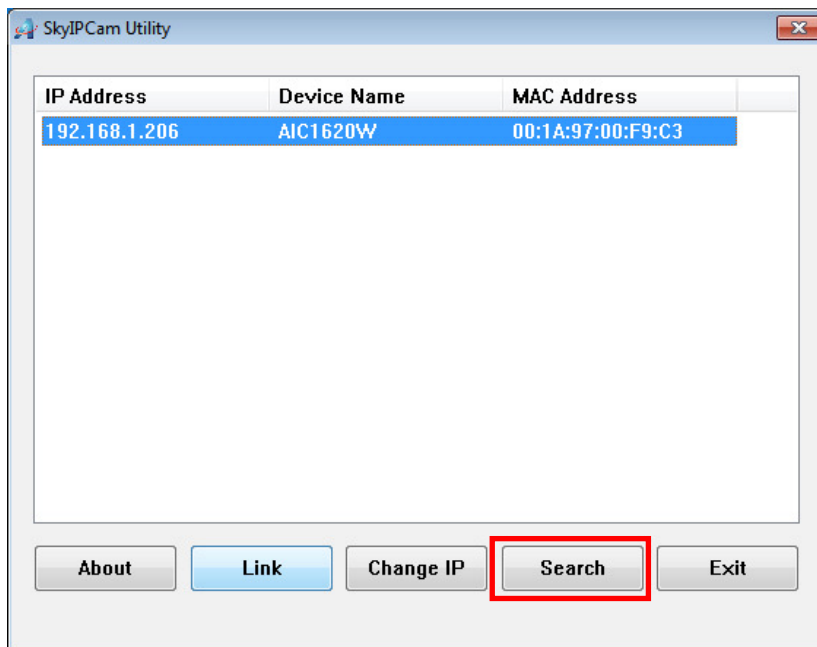 SkyIPCam Utility
IP Address Device Name MAC Address
192.168.1.206 AIC1620W 00:1A:97:00:F9:C3
About Link Change IP Search Exit